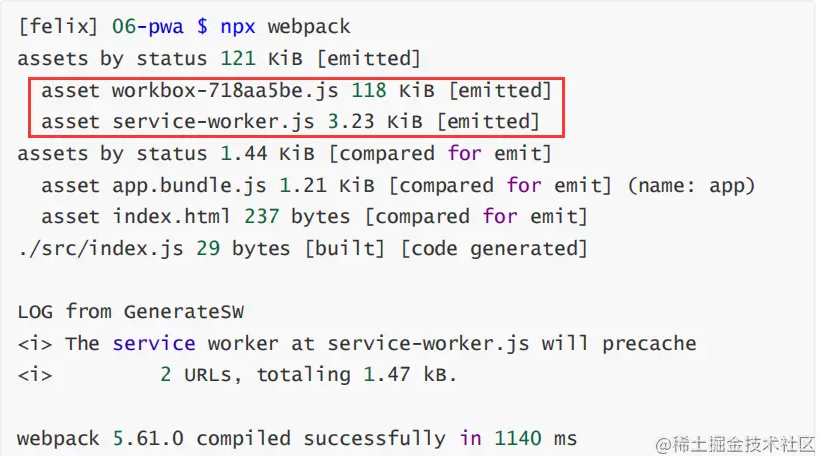 [felix] 06-pwa $ npx webpack
assets by status 121 KiB [emitted]
  asset workbox-718aa5be.js 118 KiB [emitted]
  asset service-worker.js 3.23 KiB [emitted]
assets by status 1.44 KiB [compared for emit]
  asset app.bundle.js 1.21 KiB [compared for emit] (name: app)
  asset index.html 237 bytes [compared for emit]
./src/index.js 29 bytes [built] [code generated]

LOG from GenerateSW
<i> The service worker at service-worker.js will precache
<i>         2 URLs, totaling 1.47 kB.

webpack 5.61.0 compiled successfully in 1140 ms
@稀土掘金技术社区